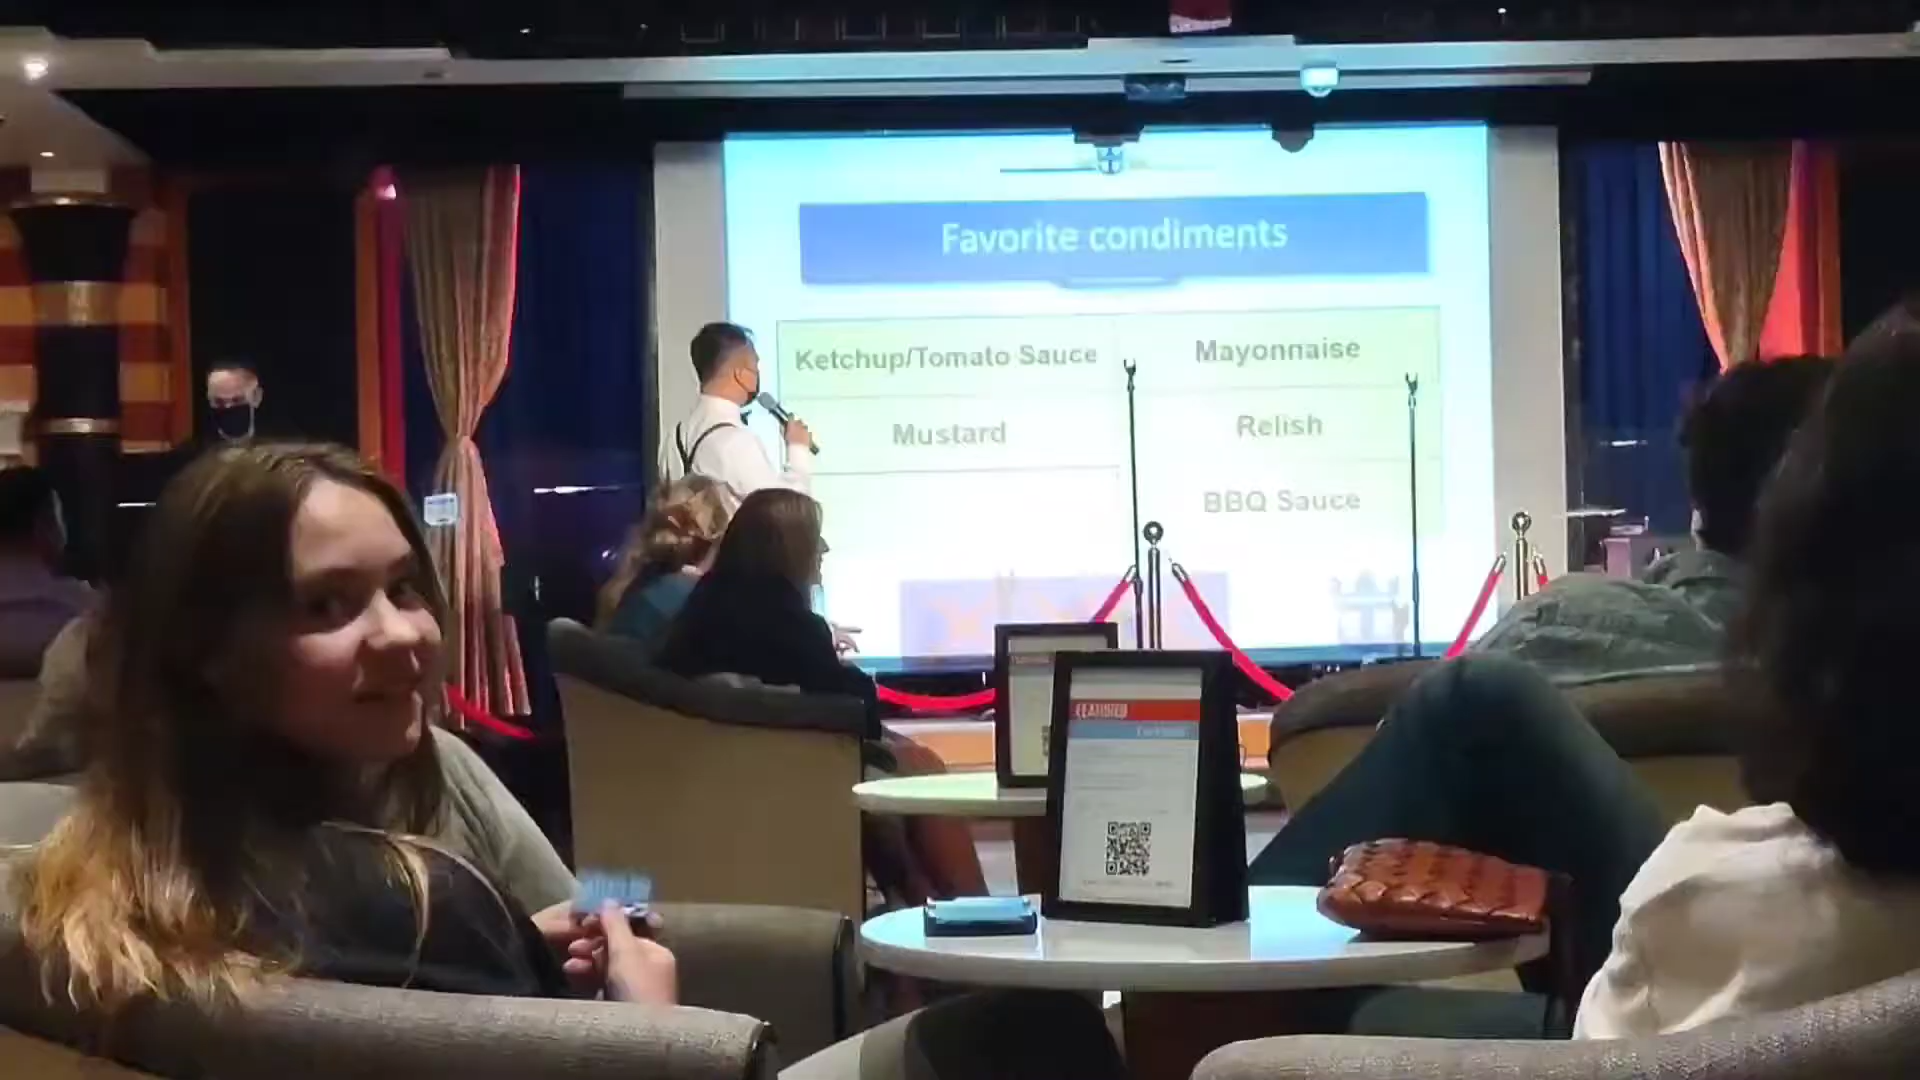 Favorite condiments
Ketchup/Tomato Sauce
Mayonnaise
Mustard
Relish
BBQ Sauce
FEATURED